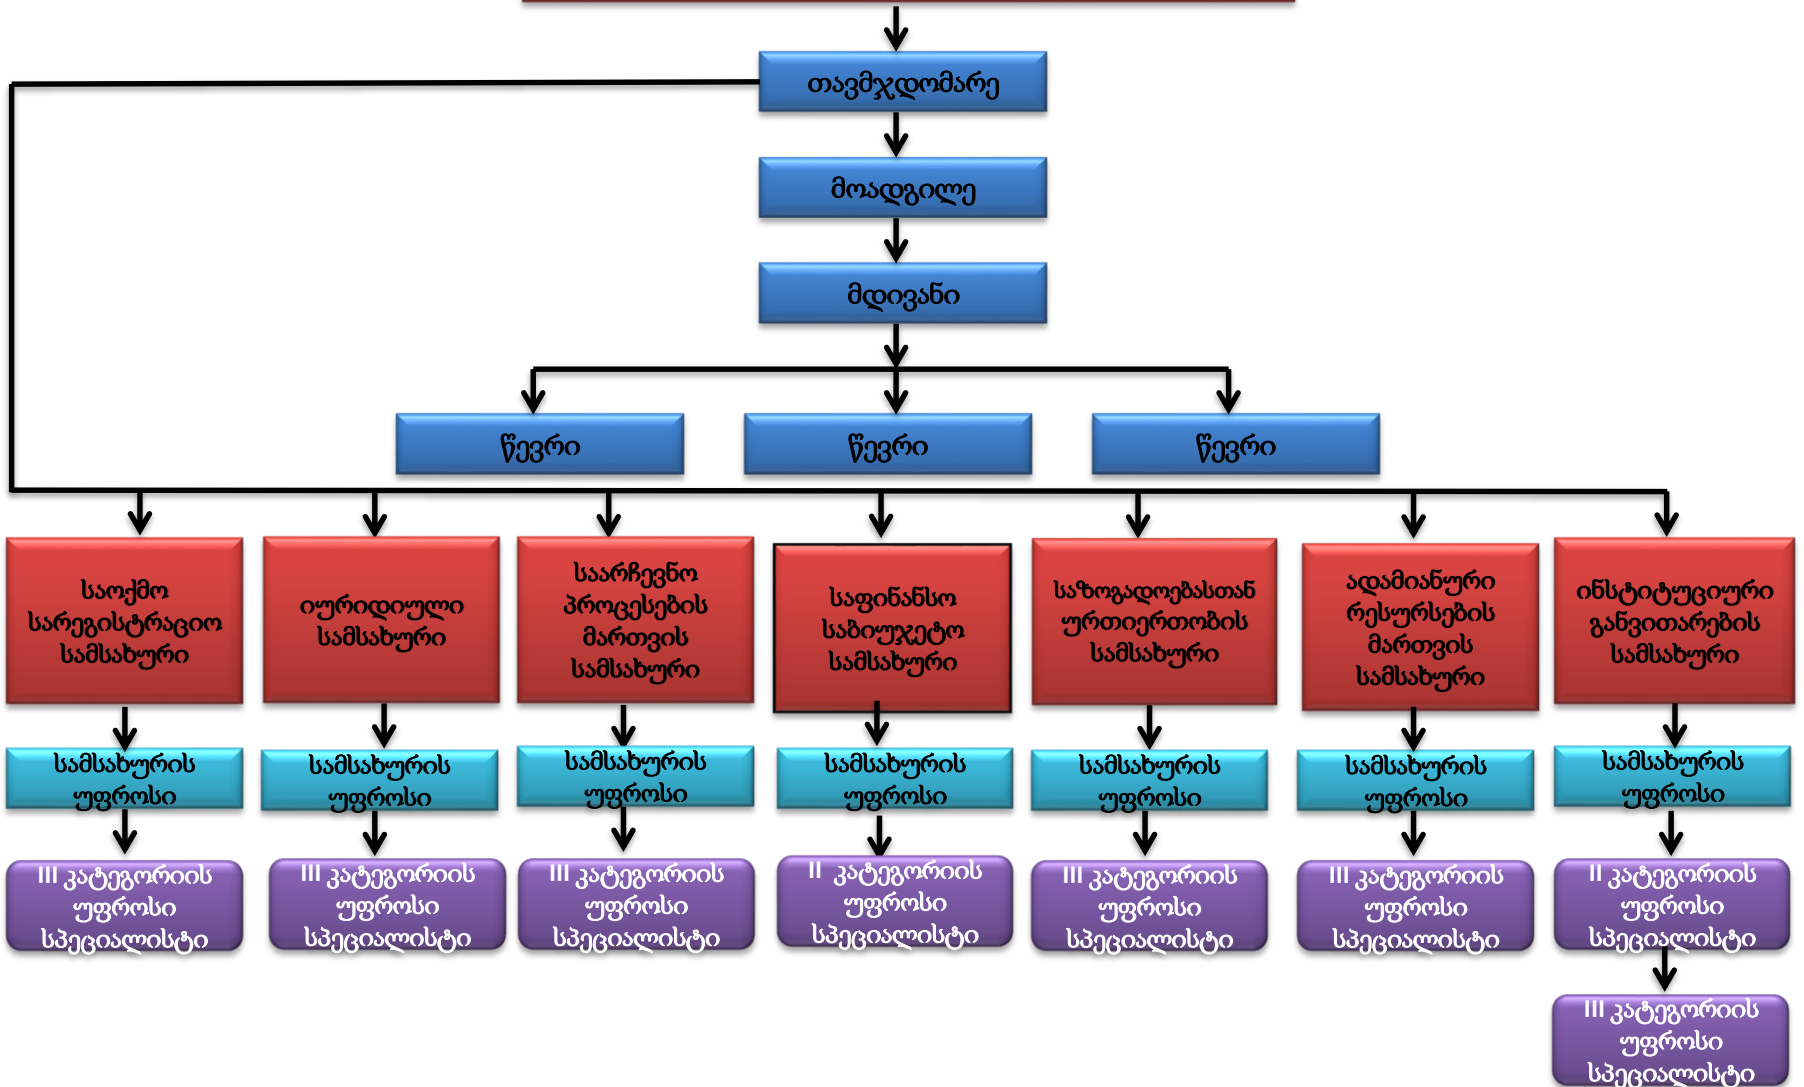 თავმჯდომარე
მოადგილე
მდივანი
წევრი
წევრი
წევრი
საოქმო
სარეგისტრაციო
სამსახური
იურიდიული
სამსახური
საარჩევნო
პროცესების
მართვის
სამსახური
საფინანსო
საბიუჯეტო
სამსახური
საზოგადოებასთან
ურთიერთობის
სამსახური
ადამიანური
რესურსების
მართვის
სამსახური
ინსტიტუციური
განვითარების
სამსახური
სამსახურის
უფროსი
სამსახურის
უფროსი
სამსახურის
უფროსი
სამსახურის
უფროსი
სამსახურის
უფროსი
სამსახურის
უფროსი
სამსახურის
უფროსი
III კატეგორიის
უფროსი
სპეციალისტი
III კატეგორიის
უფროსი
სპეციალისტი
III კატეგორიის
უფროსი
სპეციალისტი
II კატეგორიის
უფროსი
სპეციალისტი
III კატეგორიის
უფროსი
სპეციალისტი
III კატეგორიის
უფროსი
სპეციალისტი
II კატეგორიის
უფროსი
სპეციალისტი
III კატეგორიის
უფროსი
სპეციალისტი